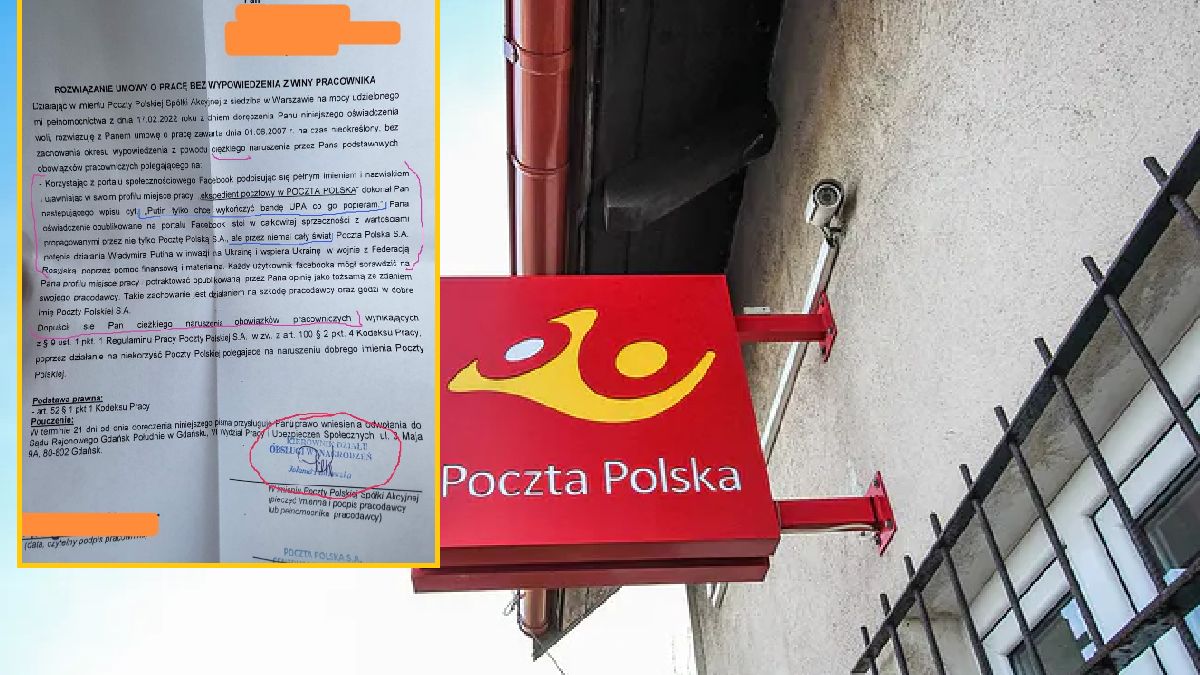 Pan
ROZWIĄZANIE UMOWY O PRACĘ BEZ WYPOWIEDZENIA Z WINY PRACOWNIKA
Działając w imieniu Poczty Polskiej Spółki Akcyjnej z siedzibą w Warszawie na mocy udzielonego
mi pełnomocnictwa z dnia 17.02.2022 roku z dniem doręczenia Panu niniejszego oświadczenia
woli, rozwiązuję z Panem umowę o pracę zawartą dnia 01.08.2007 r. na czas nieokreślony, bez
zachowania okresu wypowiedzenia z powodu ciężkiego naruszenia przez Pana podstawowych
obowiązków pracowniczych polegającego na:
- Korzystając z portalu społecznościowego Facebook podpisując się pełnym imieniem i nazwiskiem
i ujawniając w swoim profilu miejsce pracy „ekspedient pocztowy w POCZTA POLSKA" dokonał Pan
następującego wpisu cyt. „Putin tylko chce wykończyć bandę UPA co go popieram." Pana
oświadczenie opublikowane na portalu Facebook stoi w całkowitej sprzeczności z wartościami
propagowanymi przez nie tylko Pocztę Polską S.A., ale przez niemal cały świat. Poczta Polska S.A.
potępia działania Władymira Putina w inwazji na Ukrainę i wspiera Ukrainę w wojnie z Federacją
Rosyjską poprzez pomoc finansową i materialną. Każdy użytkownik facebooka mógł sprawdzić na
Pana profilu miejsce pracy i potraktować opublikowaną przez Pana opinię jako tożsamą ze zdaniem
swojego pracodawcy. Takie zachowanie jest działaniem na szkodę pracodawcy oraz godzi w dobre
imię Poczty Polskiej S.A.
Dopuścił się Pan ciężkiego naruszenia obowiązków pracowniczych wynikających
z § 9 ust. 1 pkt. 1 Regulaminu Pracy Poczty Polskiej S.A. w zw. z art. 100 § 2 pkt. 4 Kodeksu Pracy,
poprzez działanie na niekorzyść Poczty Polskiej polegające na naruszeniu dobrego imienia Poczty
Polskiej.
Podstawa prawna:
- art. 52 § 1 pkt 1 Kodeksu Pracy
Pouczenie:
W terminie 21 dni od dnia doręczenia niniejszego pisma przysługuje Panu prawo wniesienia odwołania do
Sądu Rejonowego Gdańsk Południe w Gdańsku, Wydział Pracy i Ubezpieczeń Społecznych ul. 3 Maja
9A, 80-802 Gdańsk.
KIEROWNIK DZIAŁU
OBSŁUGI WYNAGRODZEŃ
W imieniu Poczty Polskiej Spółki Akcyjnej
(pieczęć imienna i podpis pracodawcy
lub pełnomocnika pracodawcy)
(data, czytelny podpis pracownika
POCZTA POLSKA S.A.
Poczta Polska